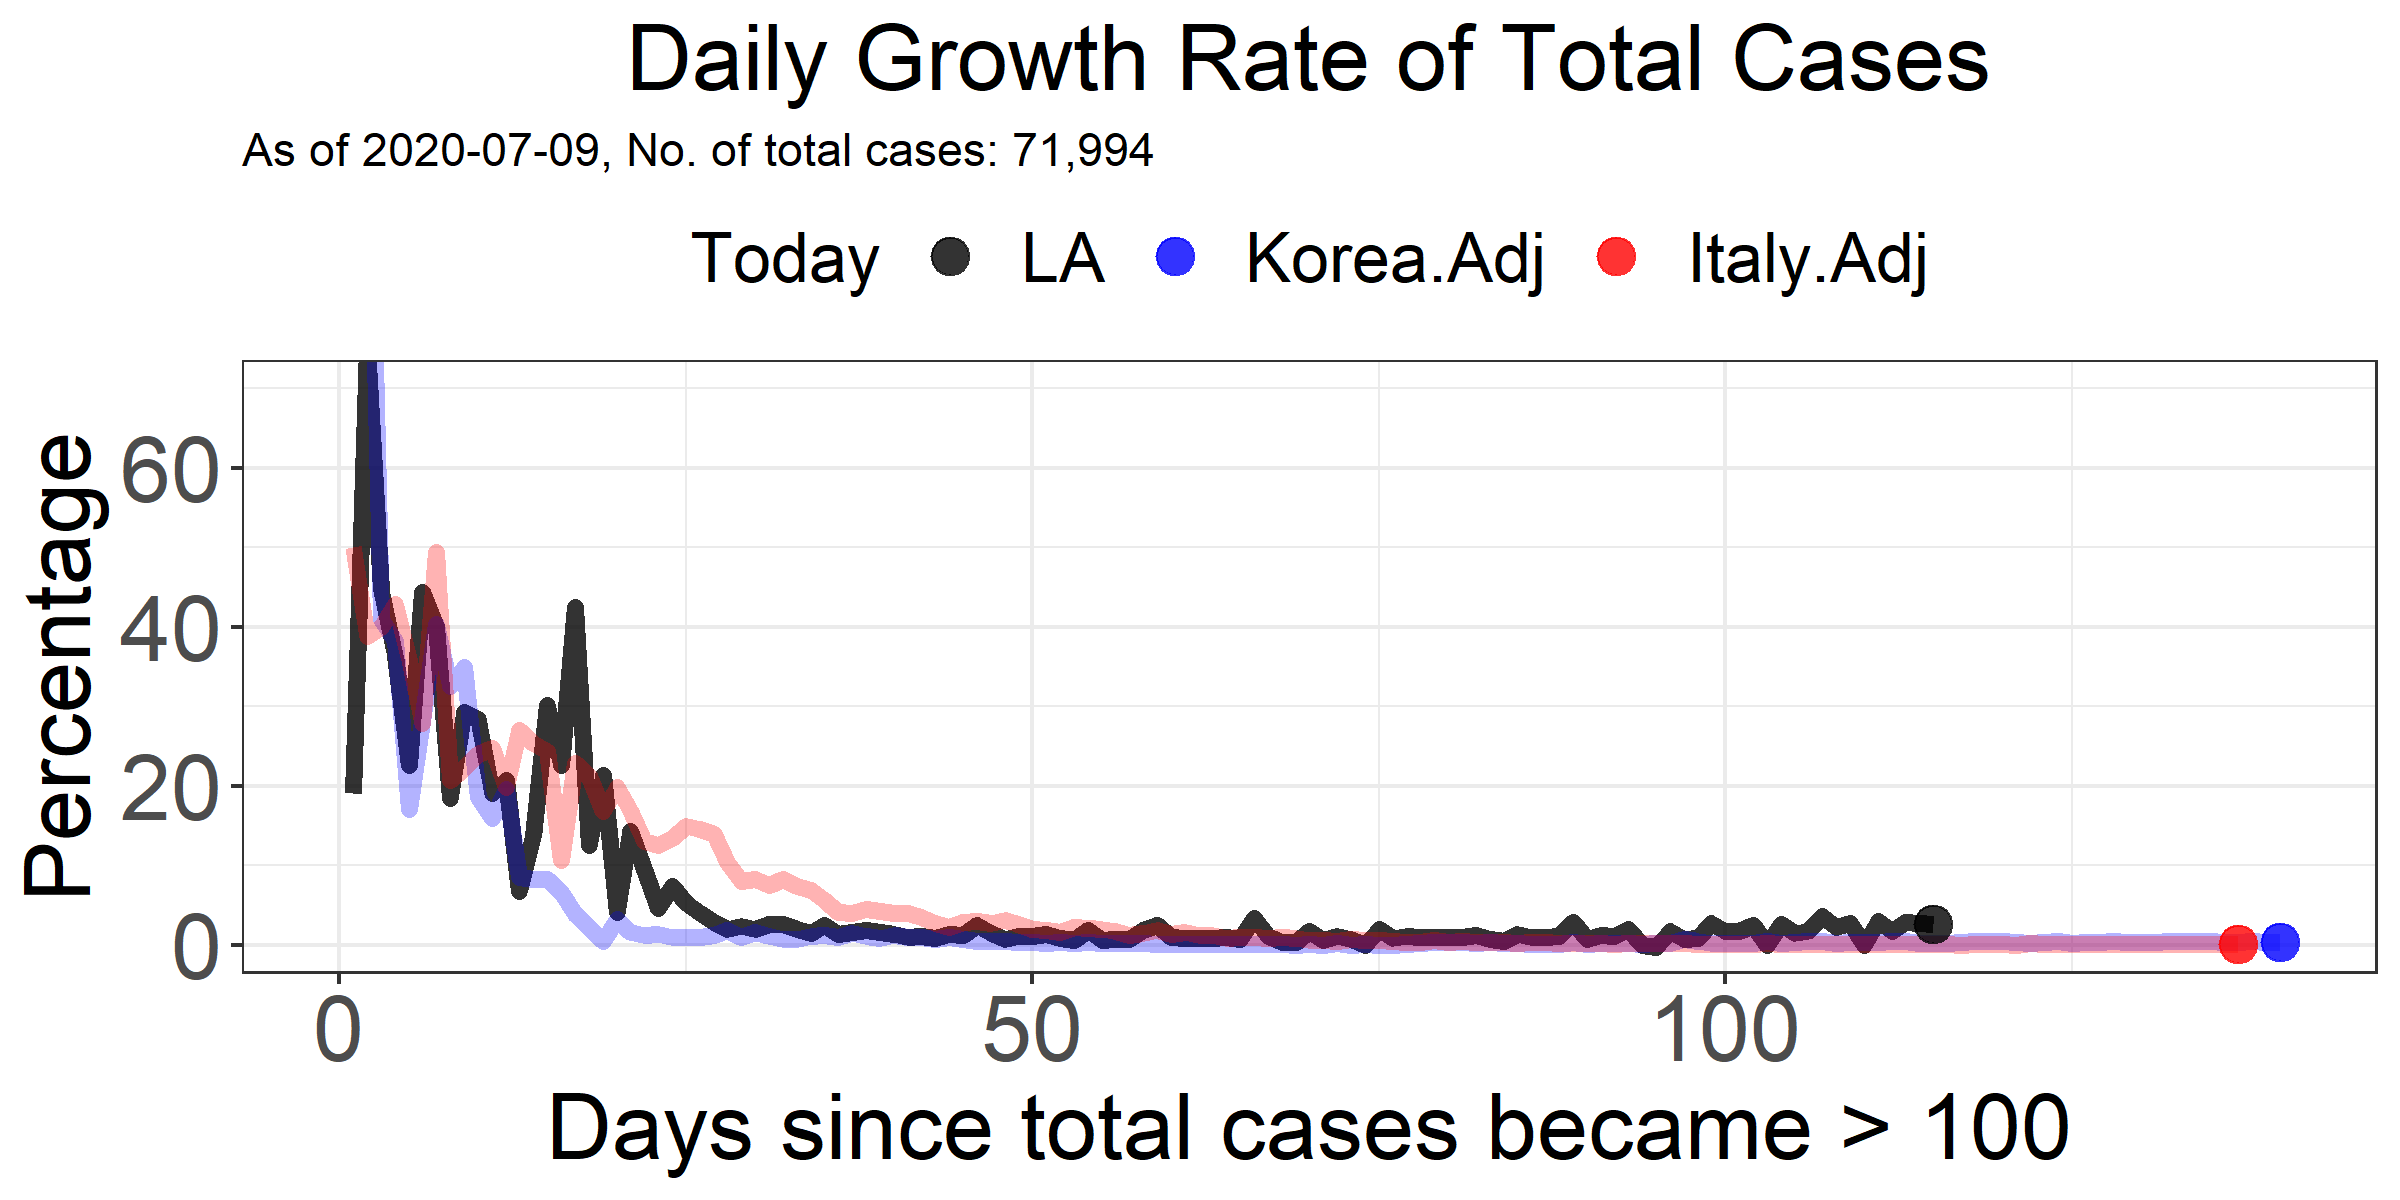 Daily Growth Rate of Total Cases
As of 2020-07-09, No. of total cases: 71,994
Today LA Korea.Adj Italy.Adj
Percentage
60
40
20
0
0 50 100
Days since total cases became > 100